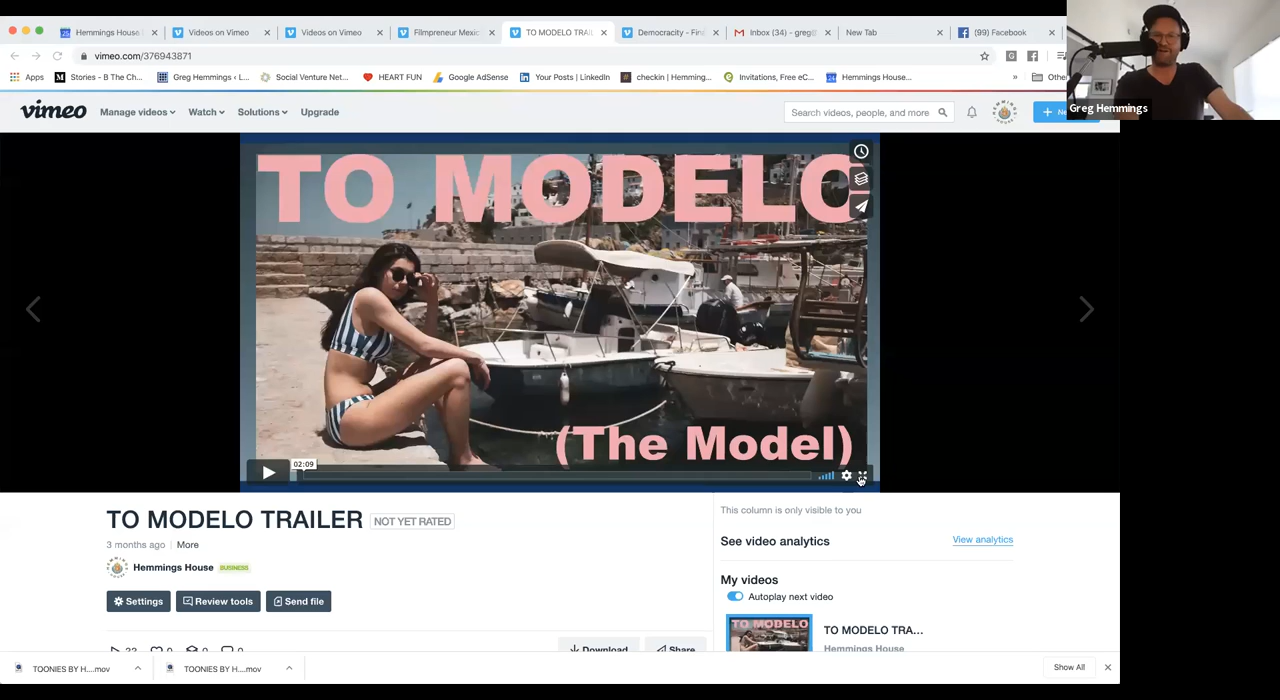 Hemmings House
Videos on Vimeo
Videos on Vimeo
Filmpreneur Mexic
TO MODELO TRAIL
Democracity - Fin
Inbox (34) - greg@
New Tab
(99) Facebook
vimeo.com/376943871
Apps
Stories - B The Ch...
Greg Hemmings ‹ L...
Social Venture Net...
HEART FUN
Google AdSense
Your Posts | LinkedIn
checkin | Hemming...
Invitations, Free eC...
Hemmings House...
»
Greg Hemmings
vimeo
Manage videos
Watch
Solutions
Upgrade
Search videos, people, and more
TO MODELO
(The Model)
02:09
TO MODELO TRAILER
NOT YET RATED
3 months ago
More
Hemmings House
BUSINESS
Settings
Review tools
Send file
Download
Share
This column is only visible to you
See video analytics
View analytics
My videos
Autoplay next video
TO MODELO
TO MODELO TRA...
Hemmings House
TOONIES BY H....mov
TOONIES BY H....mov
Show All